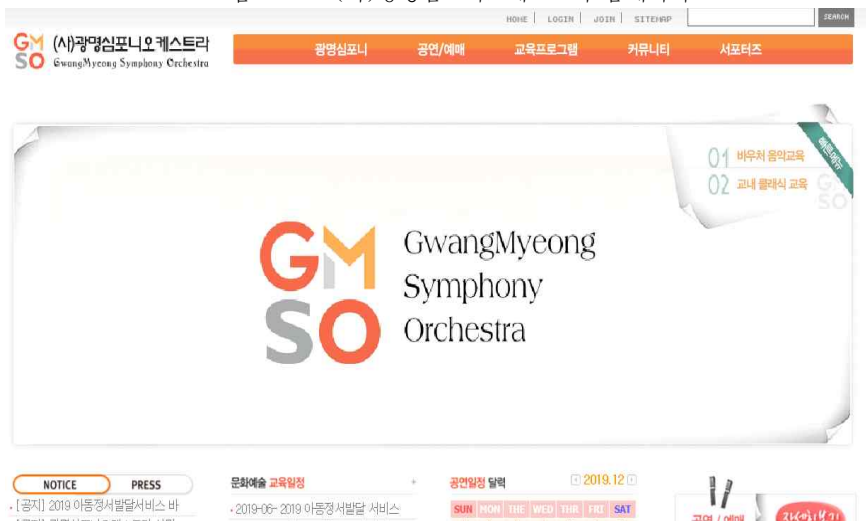 HOME | LOGIN | JOIN | SITEMAP SEARCH
GM SO (사)광명심포니오케스트라
GwangMyeong Symphony Orchestra
광명심포니 공연/예매 교육프로그램 커뮤니티 서포터즈
빠른메뉴
01 바우처 음악교육
02 교내 클래식 교육
GM
SO
GwangMyeong
Symphony
Orchestra
NOTICE PRESS
[공지] 2019 아동정서발달서비스 바
문화예술 교육일정
2019-06- 2019 아동정서발달 서비스
공연일정 달력 2019.12
SUN MON THE WED THR FRI SAT
공연 / 예매